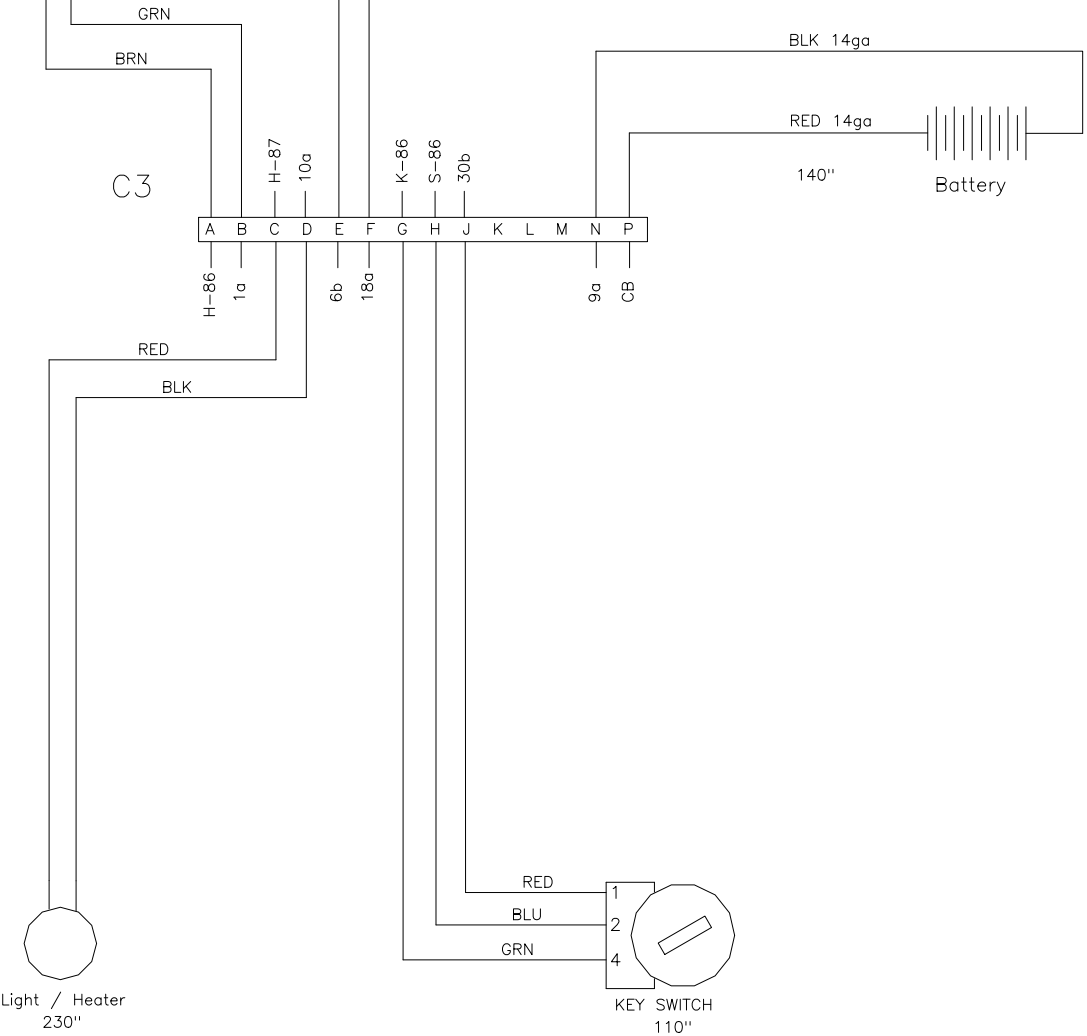 GRN
BLK 14ga
BRN
RED 14ga
H-87
10a
K-86
S-86
30b
140"
C3
Battery
A B C D E F G H J K L M N P
H-86
1a
6b
18a
9a
CB
RED
BLK
RED
1
BLU
2
GRN
4
Light / Heater
230"
KEY SWITCH
110"